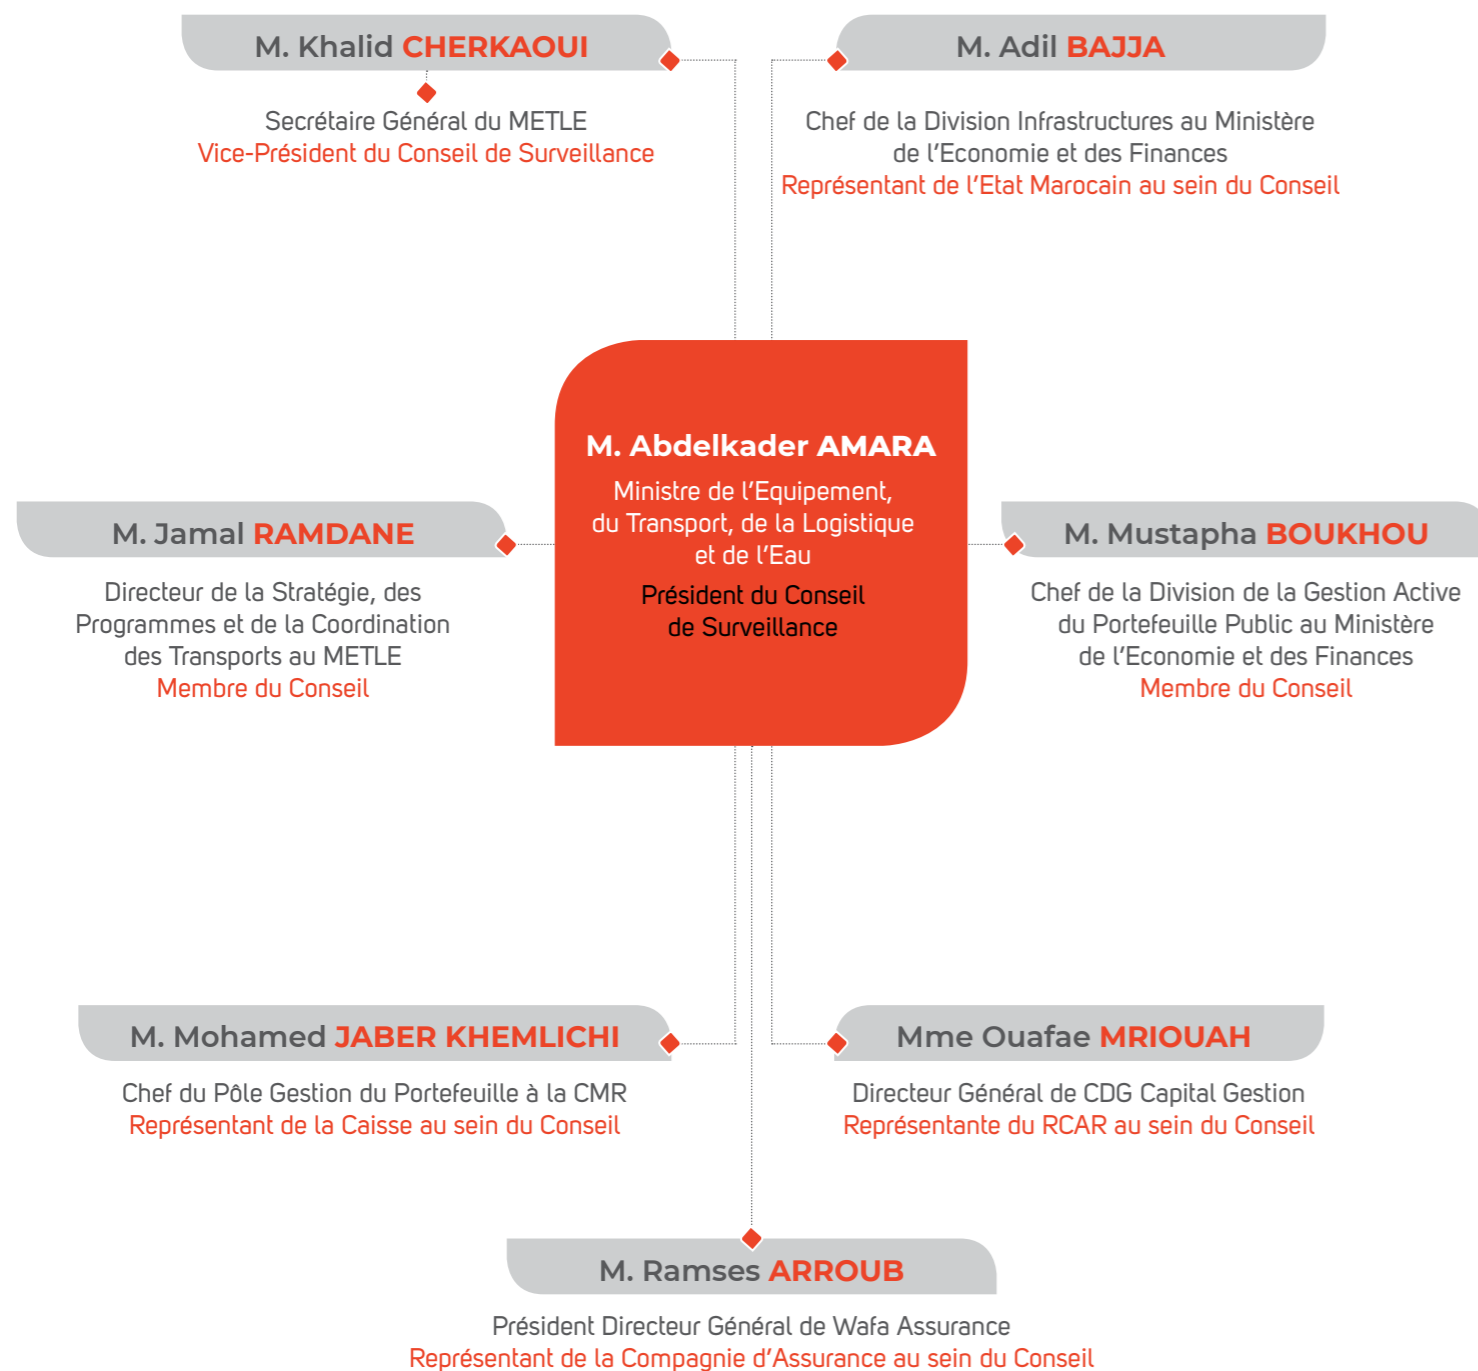 M. Khalid CHERKAOUI
Secrétaire Général du METLE
Vice-Président du Conseil de Surveillance
M. Adil BAJJA
Chef de la Division Infrastructures au Ministère
de l'Economie et des Finances
Représentant de l'Etat Marocain au sein du Conseil
M. Abdelkader AMARA
Ministre de l'Equipement,
du Transport, de la Logistique
et de l'Eau
Président du Conseil
de Surveillance
M. Jamal RAMDANE
Directeur de la Stratégie, des
Programmes et de la Coordination
des Transports au METLE
Membre du Conseil
M. Mustapha BOUKHOU
Chef de la Division de la Gestion Active
du Portefeuille Public au Ministère
de l'Economie et des Finances
Membre du Conseil
M. Mohamed JABER KHEMLICHI
Chef du Pôle Gestion du Portefeuille à la CMR
Représentant de la Caisse au sein du Conseil
Mme Ouafae MRIOUAH
Directeur Général de CDG Capital Gestion
Représentante du RCAR au sein du Conseil
M. Ramses ARROUB
Président Directeur Général de Wafa Assurance
Représentant de la Compagnie d'Assurance au sein du Conseil